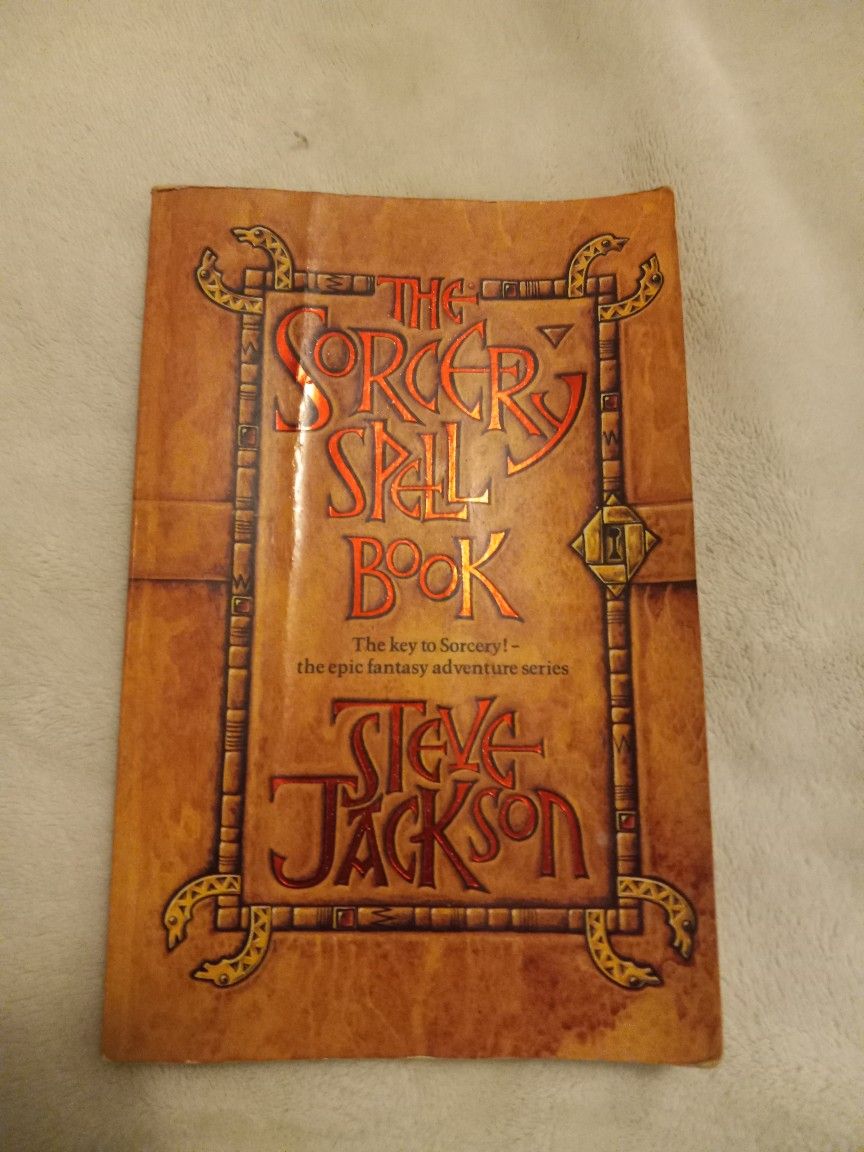 THE
SORCERY
SPELL
BOOK
The key to Sorcery! –
the epic fantasy adventure series
STEVE
JACKSON